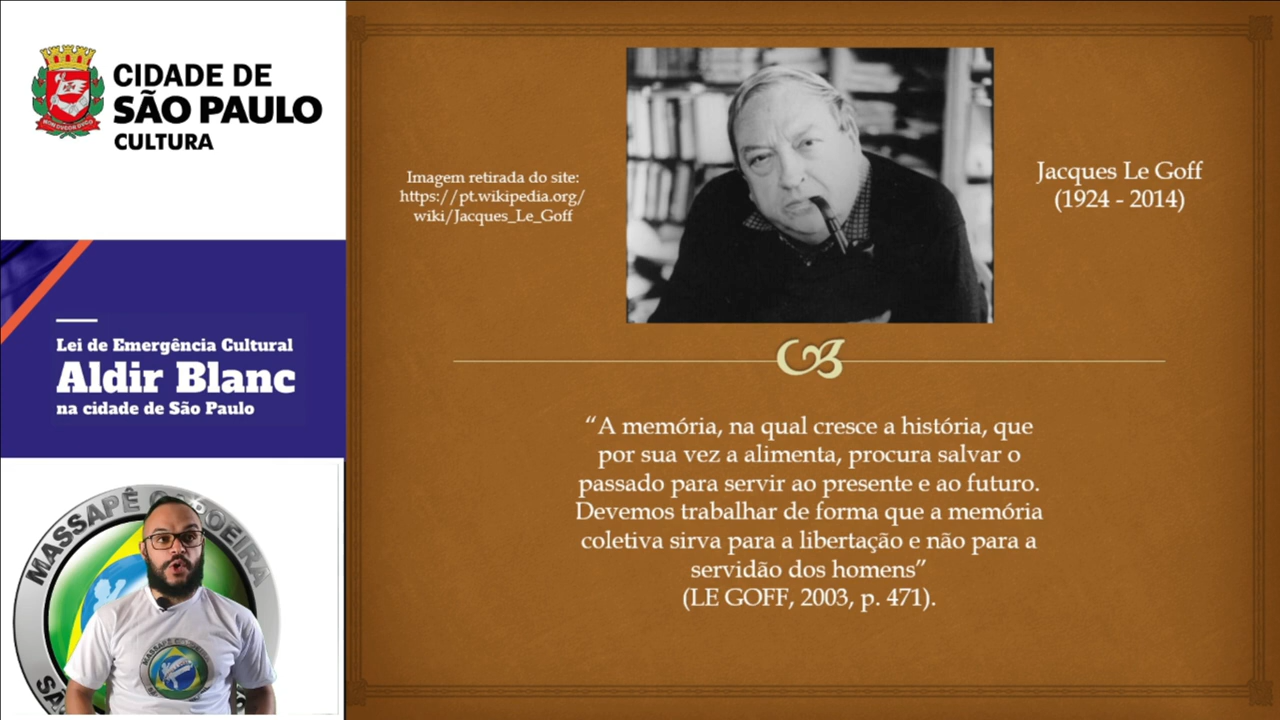 CIDADE DE
SÃO PAULO
CULTURA
Lei de Emergência Cultural
Aldir Blanc
na cidade de São Paulo
MASSAPÊ CAPOEIRA
Imagem retirada do site:
https://pt.wikipedia.org/
wiki/Jacques_Le_Goff
Jacques Le Goff
(1924 - 2014)
“A memória, na qual cresce a história, que
por sua vez a alimenta, procura salvar o
passado para servir ao presente e ao futuro.
Devemos trabalhar de forma que a memória
coletiva sirva para a libertação e não para a
servidão dos homens”
(LE GOFF, 2003, p. 471).